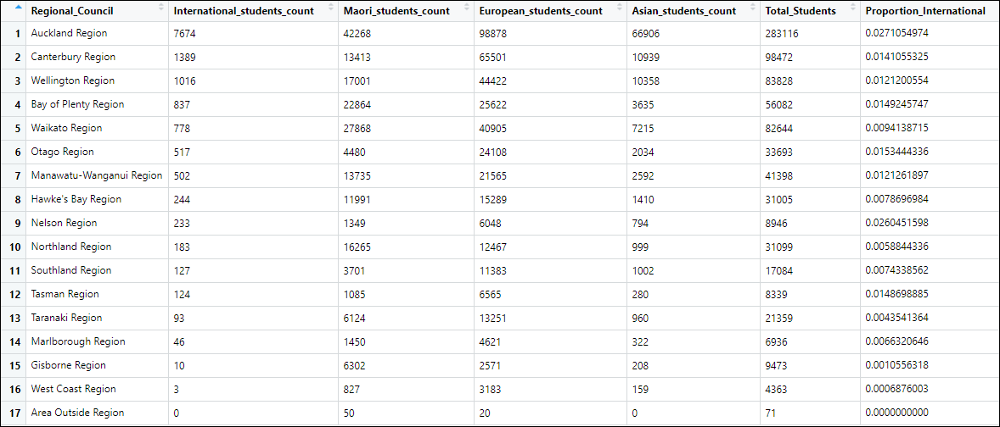 Regional_Council International_students_count Maori_students_count European_students_count Asian_students_count Total_Students Proportion_International
1 Auckland Region 7674 42268 98878 66906 283116 0.0271054974
2 Canterbury Region 1389 13413 65501 10939 98472 0.0141055325
3 Wellington Region 1016 17001 44422 10358 83828 0.0121200554
4 Bay of Plenty Region 837 22864 25622 3635 56082 0.0149245747
5 Waikato Region 778 27868 40905 7215 82644 0.0094138715
6 Otago Region 517 4480 24108 2034 33693 0.0153444336
7 Manawatu-Wanganui Region 502 13735 21565 2592 41398 0.0121261897
8 Hawke's Bay Region 244 11991 15289 1410 31005 0.0078696984
9 Nelson Region 233 1349 6048 794 8946 0.0260451598
10 Northland Region 183 16265 12467 999 31099 0.0058844336
11 Southland Region 127 3701 11383 1002 17084 0.0074338562
12 Tasman Region 124 1085 6565 280 8339 0.0148698885
13 Taranaki Region 93 6124 13251 960 21359 0.0043541364
14 Marlborough Region 46 1450 4621 322 6936 0.0066320646
15 Gisborne Region 10 6302 2571 208 9473 0.0010556318
16 West Coast Region 3 827 3183 159 4363 0.0006876003
17 Area Outside Region 0 50 20 0 71 0.0000000000